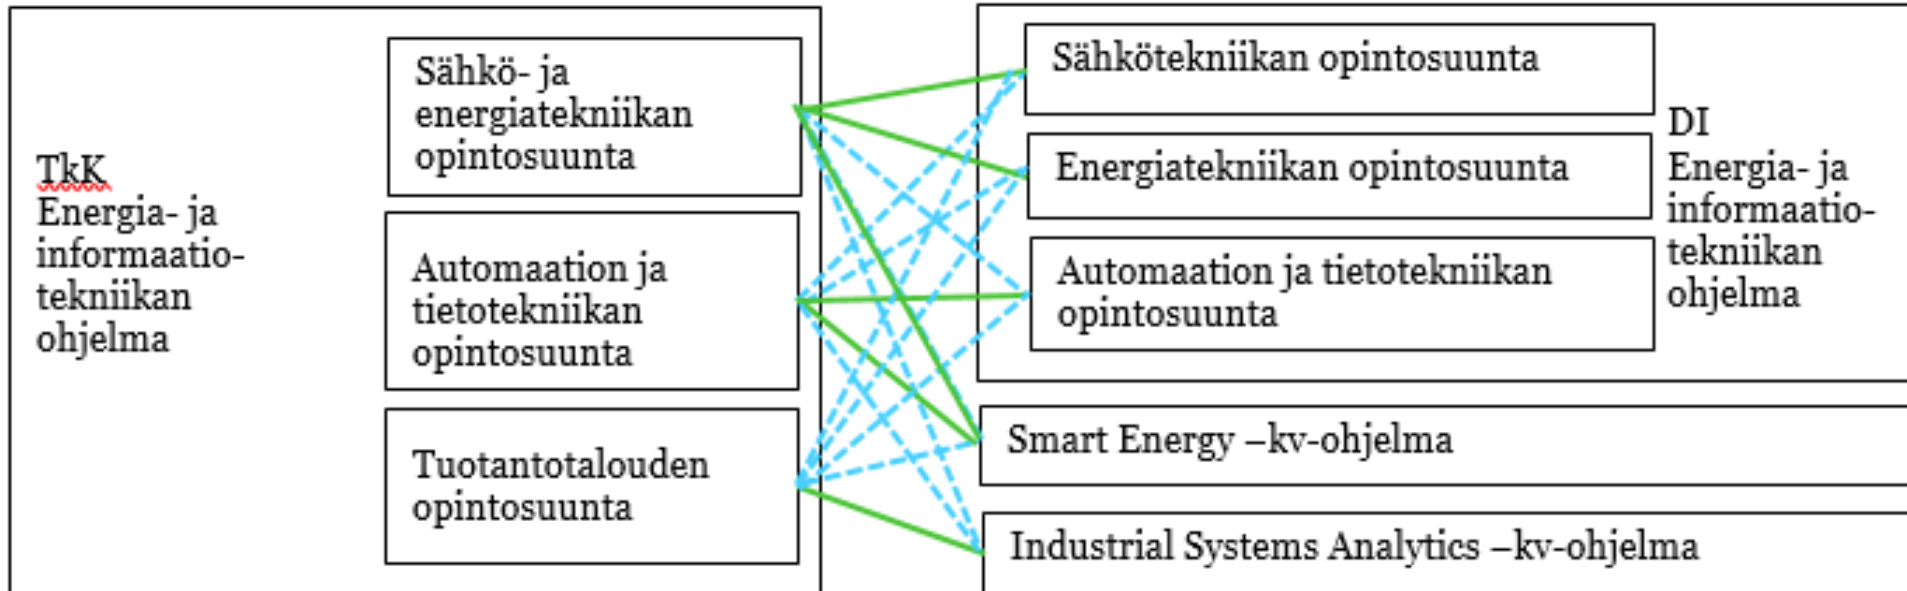 TkK
Energia- ja
informaatio-
tekniikan
ohjelma
Sähkö- ja
energiatekniikan
opintosuunta
Automaation ja
tietotekniikan
opintosuunta
Tuotantotalouden
opintosuunta
Sähkötekniikan opintosuunta
Energiatekniikan opintosuunta
Automaation ja tietotekniikan
opintosuunta
DI
Energia- ja
informaatio-
tekniikan
ohjelma
Smart Energy –kv-ohjelma
Industrial Systems Analytics –kv-ohjelma